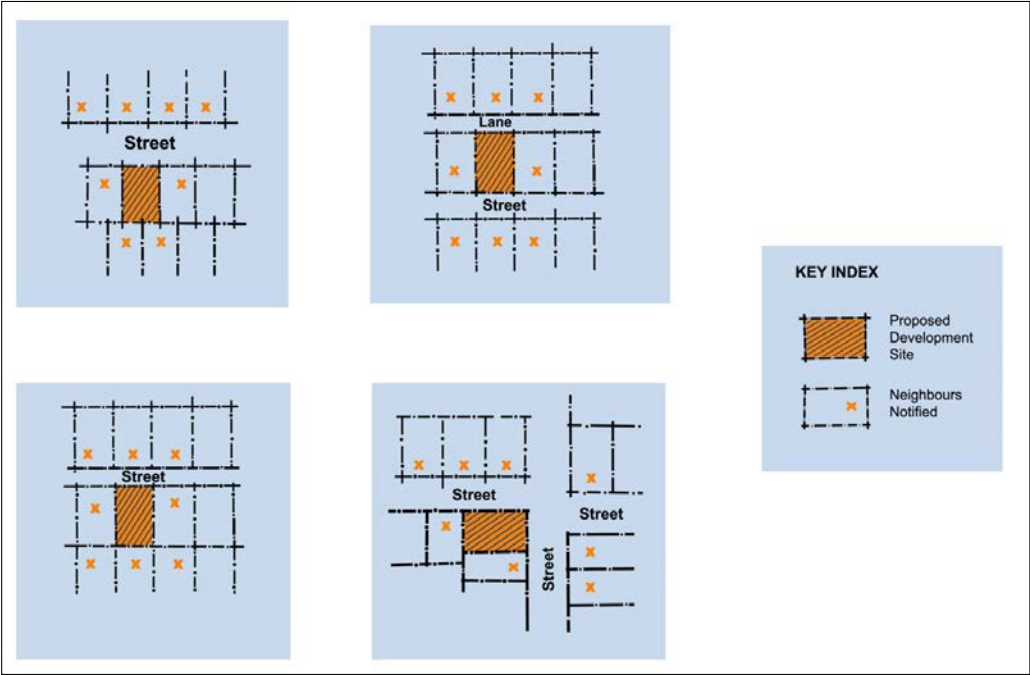 Street
Lane
Street
KEY INDEX
Proposed
Development
Site
Neighbours
Notified
Street
Street
Street
Street